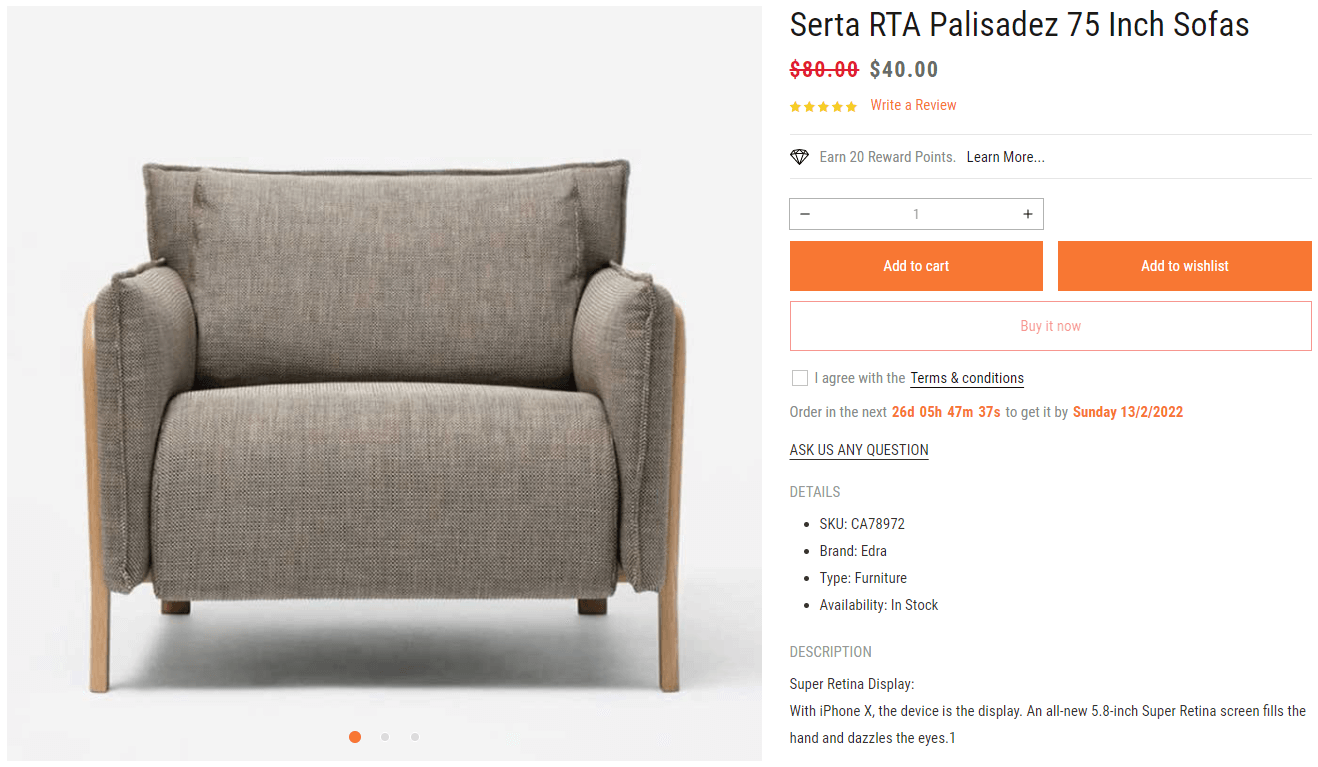 Serta RTA Palisadez 75 Inch Sofas
$80.00 $40.00
Write a Review
Earn 20 Reward Points. Learn More...
− 1 +
Add to cart Add to wishlist
Buy it now
I agree with the Terms & conditions
Order in the next 26d 05h 47m 37s to get it by Sunday 13/2/2022
ASK US ANY QUESTION
DETAILS
• SKU: CA78972
• Brand: Edra
• Type: Furniture
• Availability: In Stock
DESCRIPTION
Super Retina Display:
With iPhone X, the device is the display. An all-new 5.8-inch Super Retina screen fills the
hand and dazzles the eyes.1